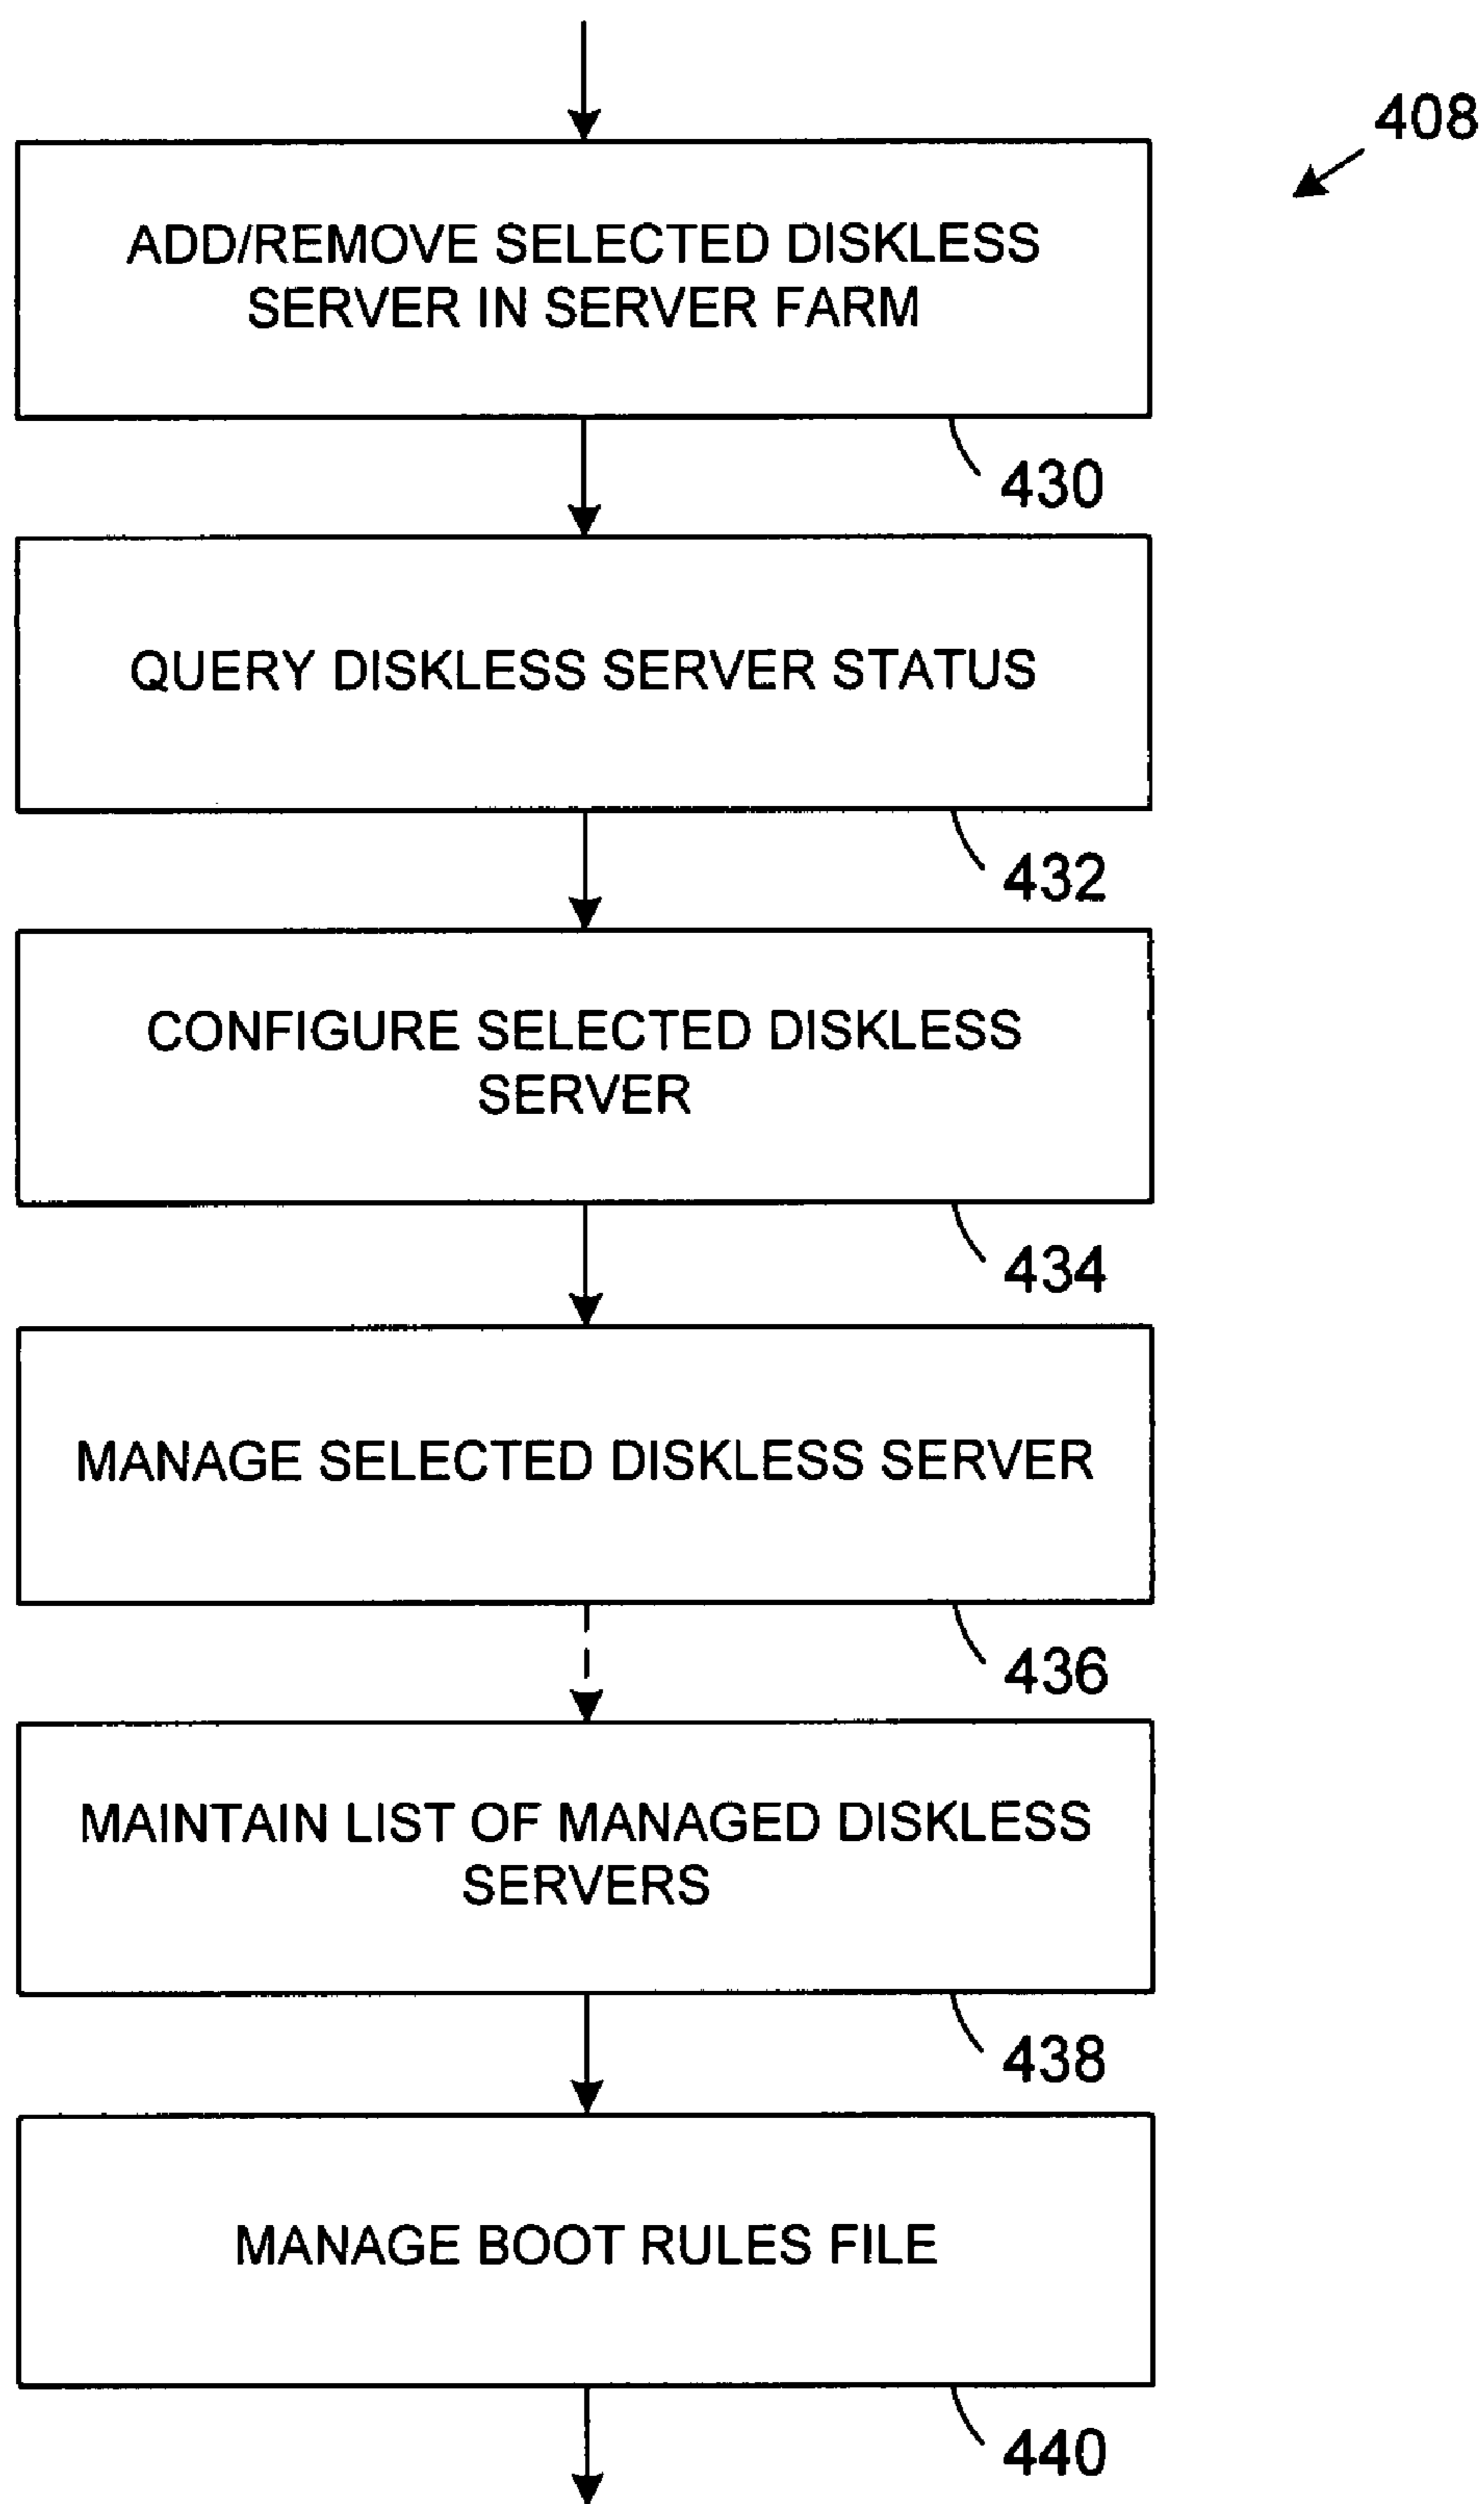 408
ADD/REMOVE SELECTED DISKLESS
SERVER IN SERVER FARM
430
QUERY DISKLESS SERVER STATUS
432
CONFIGURE SELECTED DISKLESS
SERVER
434
MANAGE SELECTED DISKLESS SERVER
436
MAINTAIN LIST OF MANAGED DISKLESS
SERVERS
438
MANAGE BOOT RULES FILE
440